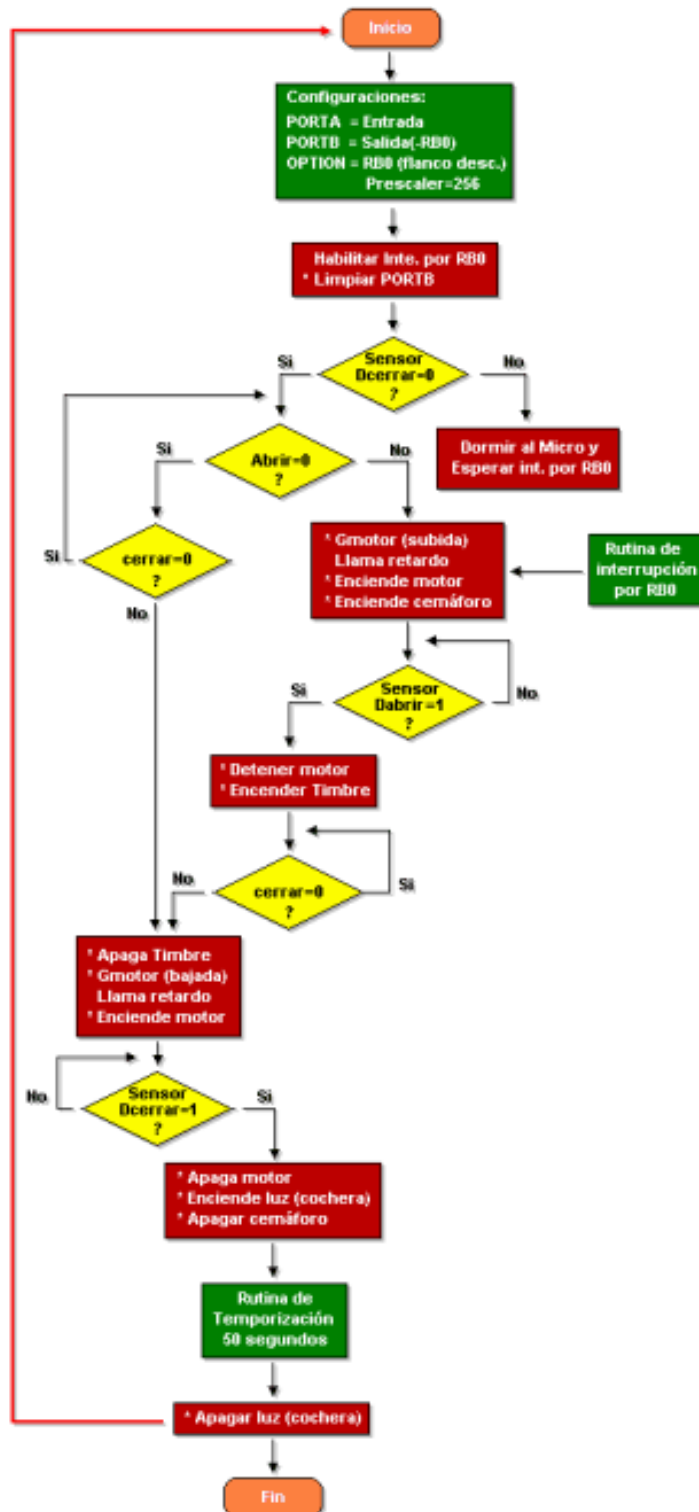 Inicio
Configuraciones:
PORTA = Entrada
PORTB = Salida(-RB0)
OPTION = RB0 (flanco desc.)
Prescaler=256
Habilitar Inte. por RB0
* Limpiar PORTB
Sensor
Dcerrar=0
?
Si
No
Abrir=0
?
Si
No
Dormir al Micro y
Esperar int. por RB0
cerrar=0
?
Si
No
* Gmotor (subida)
Llama retardo
* Enciende motor
* Enciende cemáforo
Rutina de
interrupción
por RB0
Sensor
Dabrir=1
?
Si
No
* Detener motor
* Encender Timbre
cerrar=0
?
No
Si
* Apaga Timbre
* Gmotor (bajada)
Llama retardo
* Enciende motor
Sensor
Dcerrar=1
?
No
Si
* Apaga motor
* Enciende luz (cochera)
* Apagar cemáforo
Rutina de
Temporización
50 segundos
* Apagar luz (cochera)
Fin